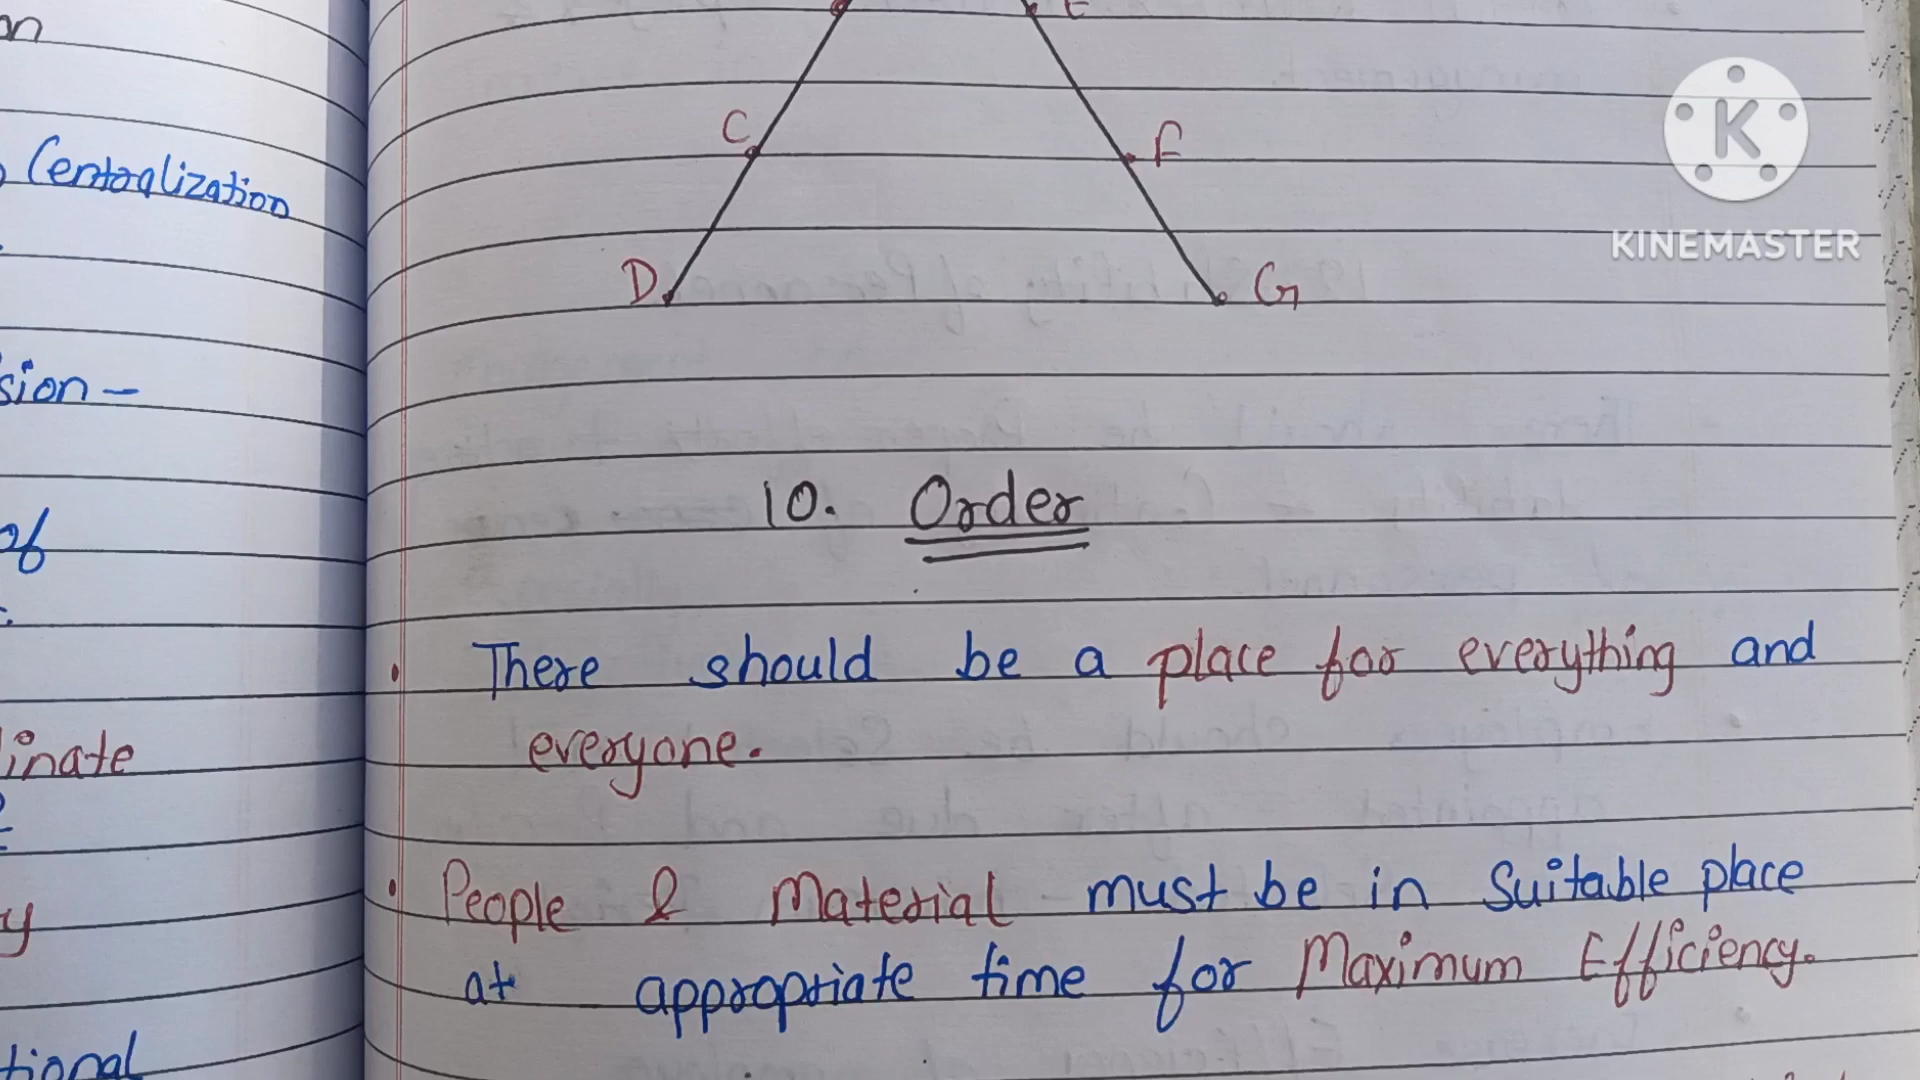 on
Centralization
sion-
of
inate
y
tional
C
F
D
G
10. Order
• There should be a place for everything and
everyone.
• People & Material must be in Suitable place
at appropriate time for Maximum Efficiency.
K
KINEMASTER